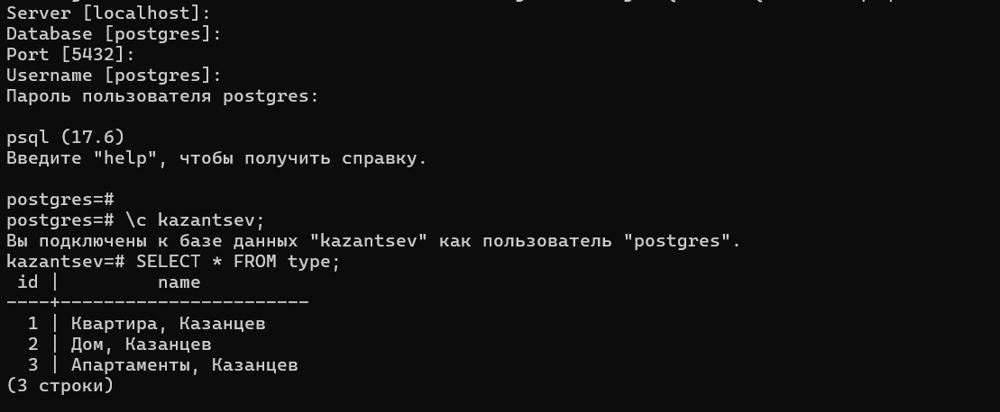 Server [localhost]:
Database [postgres]:
Port [5432]:
Username [postgres]:
Пароль пользователя postgres:

psql (17.6)
Введите "help", чтобы получить справку.

postgres=#
postgres=# \c kazantsev;
Вы подключены к базе данных "kazantsev" как пользователь "postgres".
kazantsev=# SELECT * FROM type;
 id |         name
----+-----------------------
  1 | Квартира, Казанцев
  2 | Дом, Казанцев
  3 | Апартаменты, Казанцев
(3 строки)